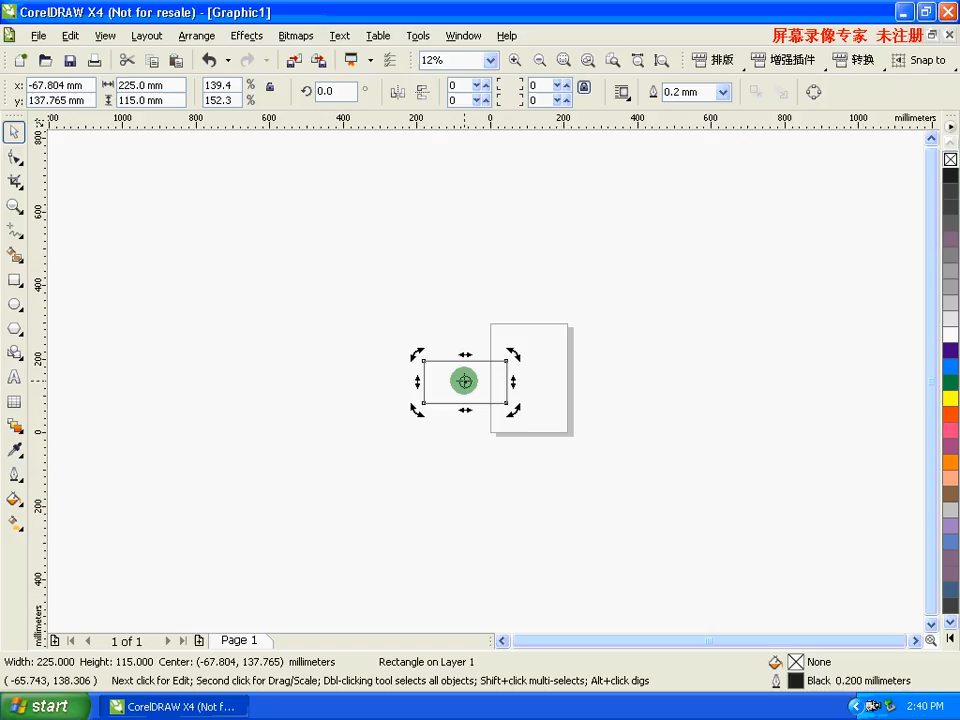 CorelDRAW X4 (Not for resale) - [Graphic1]
File Edit View Layout Arrange Effects Bitmaps Text Table Tools Window Help
屏幕录像专家 未注册
12% 排版 增强插件 转换 Snap to
x: -67.804 mm 225.0 mm 139.4 % 0.0 ° 0 0 0.2 mm
y: 137.765 mm 115.0 mm 152.3 % 0 0
1000 800 600 400 200 0 200 400 600 800 1000 millimeters
800
600
400
200
0
200
400
millimeters
1 of 1 Page 1
Width: 225.000 Height: 115.000 Center: (-67.804, 137.765) millimeters Rectangle on Layer 1 None
( -65.743, 138.306 ) Next click for Edit; Second click for Drag/Scale; Dbl-clicking tool selects all objects; Shift+click multi-selects; Alt+click digs Black 0.200 millimeters
start CorelDRAW X4 (Not f... 2:40 PM